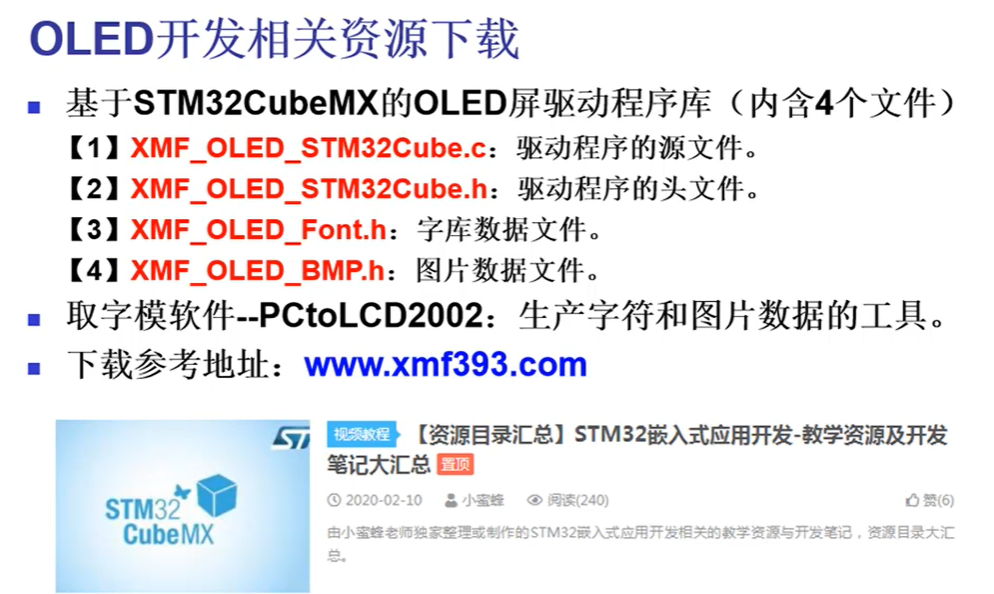 OLED开发相关资源下载
基于STM32CubeMX的OLED屏驱动程序库（内含4个文件）
【1】XMF_OLED_STM32Cube.c：驱动程序的源文件。
【2】XMF_OLED_STM32Cube.h：驱动程序的头文件。
【3】XMF_OLED_Font.h：字库数据文件。
【4】XMF_OLED_BMP.h：图片数据文件。
取字模软件--PCtoLCD2002：生产字符和图片数据的工具。
下载参考地址：www.xmf393.com
ST
STM32
CubeMX
视频教程 【资源目录汇总】STM32嵌入式应用开发-教学资源及开发
笔记大汇总 置顶
2020-02-10 小蜜蜂 阅读(240) 赞(6)
由小蜜蜂老师独家整理或制作的STM32嵌入式应用开发相关的教学资源与开发笔记，资源目录大汇
总。